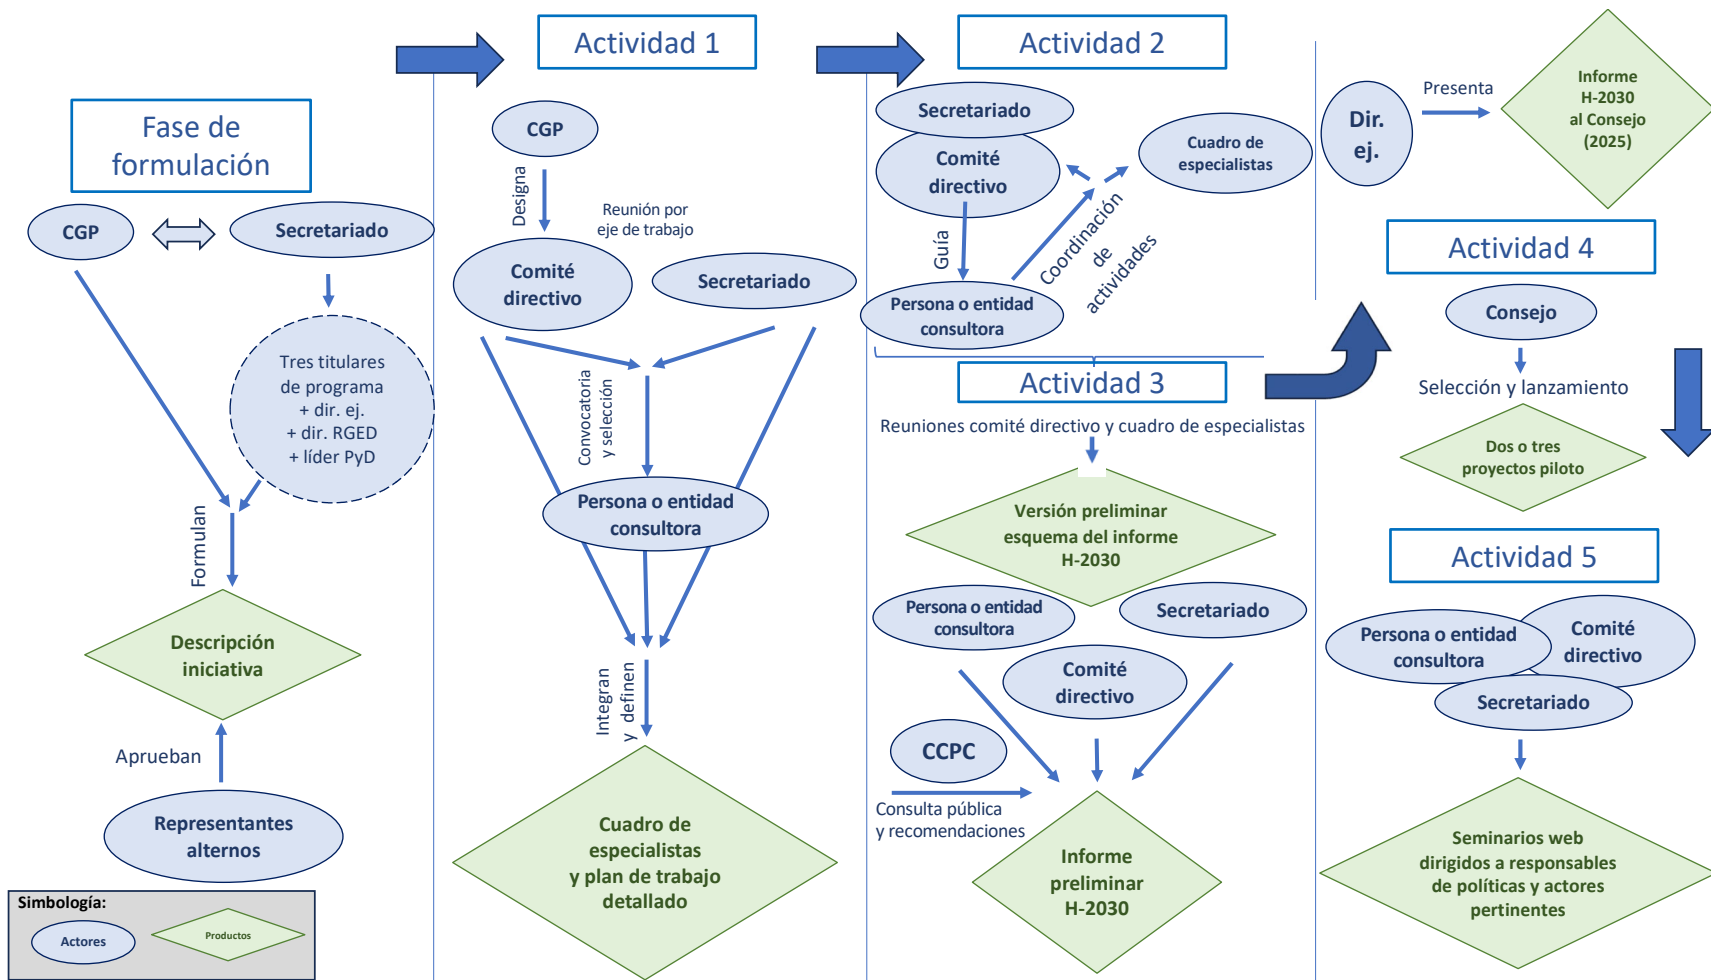 Fase de
formulación
CGP
Secretariado
Tres titulares
de programa
+ dir. ej.
+ dir. RGED
+ líder PyD
Formulan
Descripción
iniciativa
Aprueban
Representantes
alternos
Simbología:
Actores
Productos
Actividad 1
CGP
Designa
Reunión por
eje de trabajo
Comité
directivo
Secretariado
Convocatoria
y selección
Persona o entidad
consultora
Integran
y definen
Cuadro de
especialistas
y plan de trabajo
detallado
Actividad 2
Secretariado
Comité
directivo
Cuadro de
especialistas
Guía
Coordinación
de
actividades
Persona o entidad
consultora
Actividad 3
Reuniones comité directivo y cuadro de especialistas
Versión preliminar
esquema del informe
H-2030
Persona o entidad
consultora
Secretariado
Comité
directivo
CCPC
Consulta pública
y recomendaciones
Informe
preliminar
H-2030
Dir.
ej.
Presenta
Informe
H-2030
al Consejo
(2025)
Actividad 4
Consejo
Selección y lanzamiento
Dos o tres
proyectos piloto
Actividad 5
Persona o entidad
consultora
Comité
directivo
Secretariado
Seminarios web
dirigidos a responsables
de políticas y actores
pertinentes